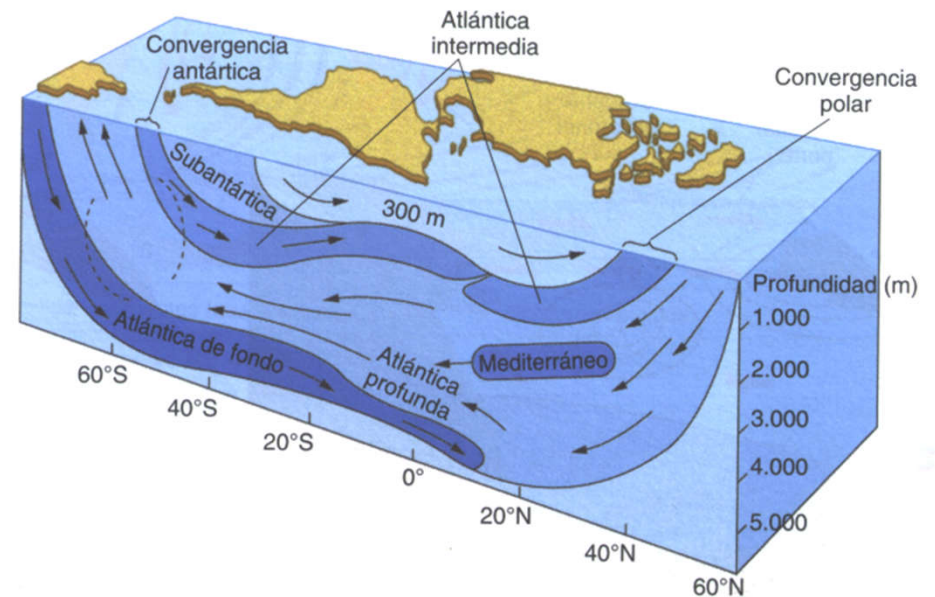 Atlántica
intermedia
Convergencia
antártica
Convergencia
polar
Subantártica
300 m
Profundidad (m)
1.000
2.000
3.000
4.000
5.000
Mediterráneo
Atlántica
profunda
Atlántica de fondo
60°S
40°S
20°S
0°
20°N
40°N
60°N